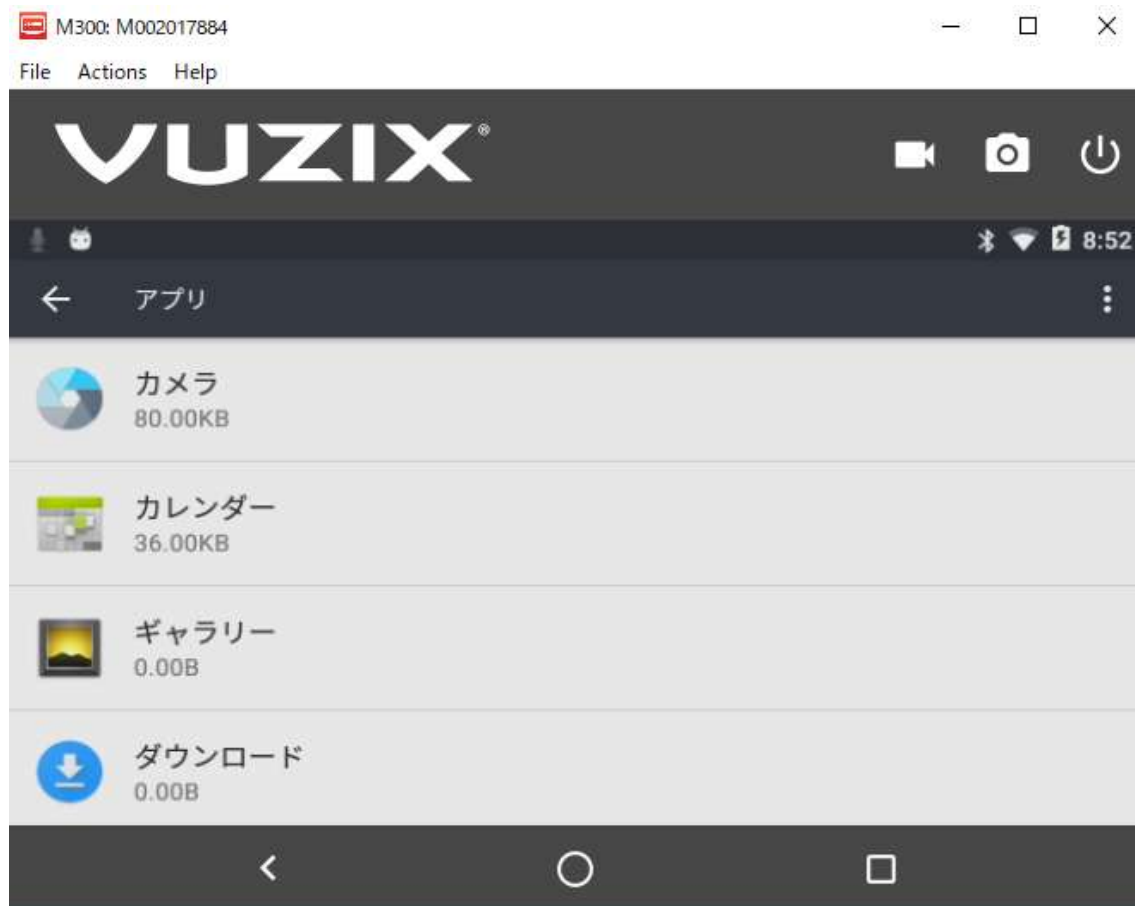 M300: M002017884
File Actions Help
VUZIX®
8:52
アプリ
カメラ
80.00KB
カレンダー
36.00KB
ギャラリー
0.00B
ダウンロード
0.00B